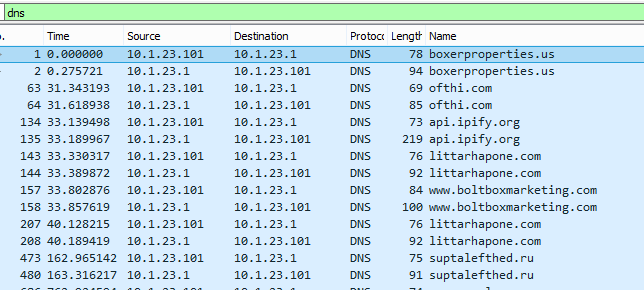 dns
o. Time Source Destination Protoco Length Name
1 0.000000 10.1.23.101 10.1.23.1 DNS 78 boxerproperties.us
2 0.275721 10.1.23.1 10.1.23.101 DNS 94 boxerproperties.us
63 31.343193 10.1.23.101 10.1.23.1 DNS 69 ofthi.com
64 31.618938 10.1.23.1 10.1.23.101 DNS 85 ofthi.com
134 33.139498 10.1.23.101 10.1.23.1 DNS 73 api.ipify.org
135 33.189967 10.1.23.1 10.1.23.101 DNS 219 api.ipify.org
143 33.330317 10.1.23.101 10.1.23.1 DNS 76 littarhapone.com
144 33.389872 10.1.23.1 10.1.23.101 DNS 92 littarhapone.com
157 33.802876 10.1.23.101 10.1.23.1 DNS 84 www.boltboxmarketing.com
158 33.857619 10.1.23.1 10.1.23.101 DNS 100 www.boltboxmarketing.com
207 40.128215 10.1.23.101 10.1.23.1 DNS 76 littarhapone.com
208 40.189419 10.1.23.1 10.1.23.101 DNS 92 littarhapone.com
473 162.965142 10.1.23.101 10.1.23.1 DNS 75 suptalefthed.ru
480 163.316217 10.1.23.1 10.1.23.101 DNS 91 suptalefthed.ru